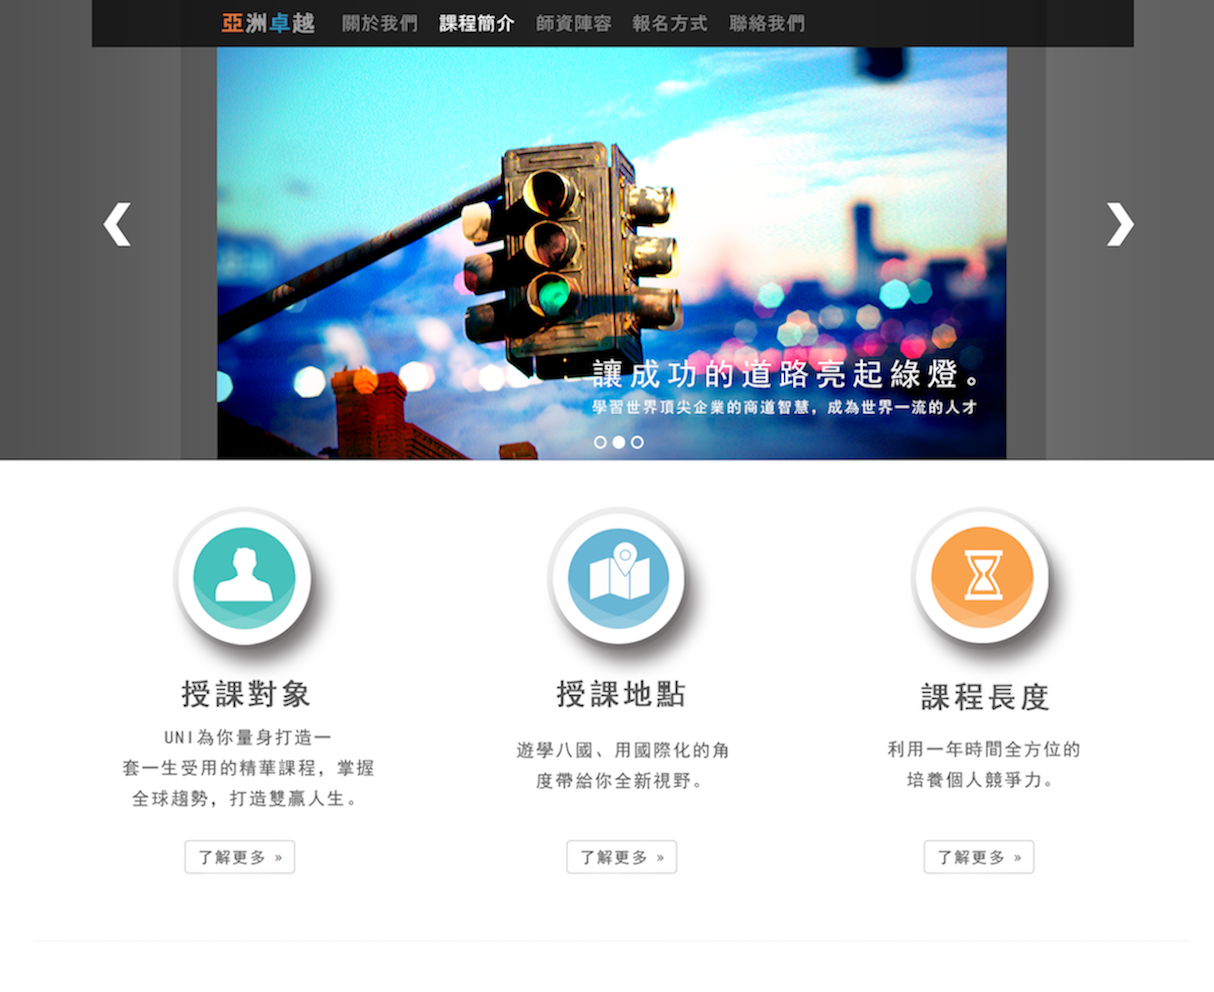 亞洲卓越 關於我們 課程簡介 師資陣容 報名方式 聯絡我們
讓成功的道路亮起綠燈。
學習世界頂尖企業的商道智慧，成為世界一流的人才
授課對象
UNI為你量身打造一
套一生受用的精華課程，掌握
全球趨勢，打造雙贏人生。
了解更多 »
授課地點
遊學八國、用國際化的角
度帶給你全新視野。
了解更多 »
課程長度
利用一年時間全方位的
培養個人競爭力。
了解更多 »